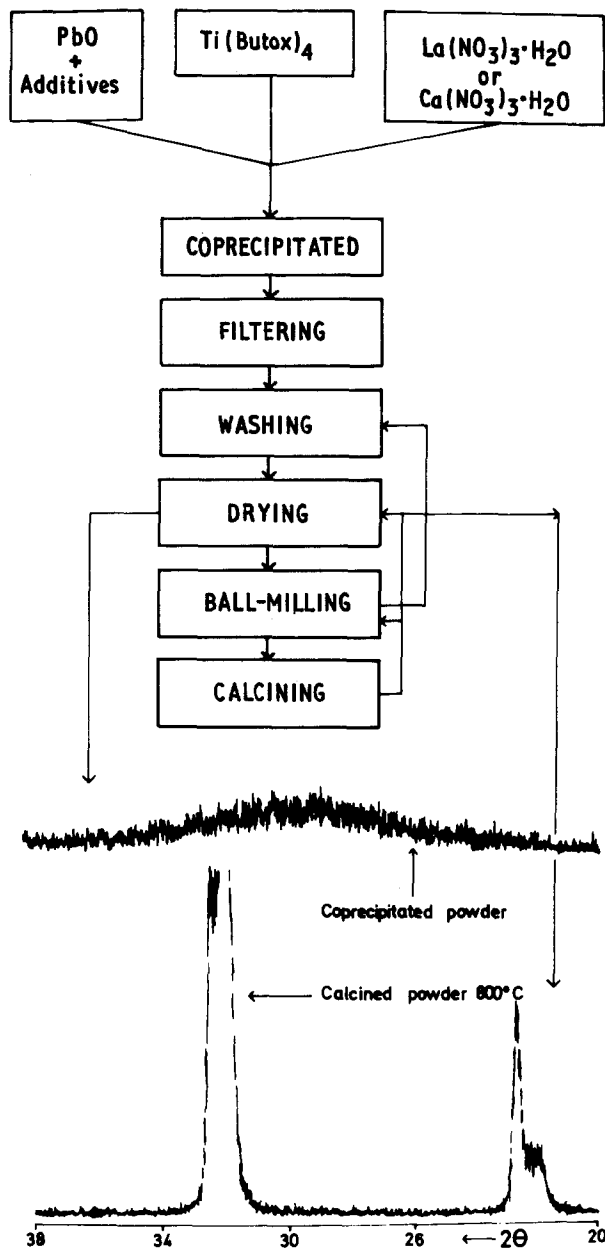 PbO
+
Additives
Ti(Butox)4
La(NO3)3·H2O
or
Ca(NO3)3·H2O
COPRECIPITATED
FILTERING
WASHING
DRYING
BALL-MILLING
CALCINING
Coprecipitated powder
Calcined powder 800°C
38
30
26
2θ
20